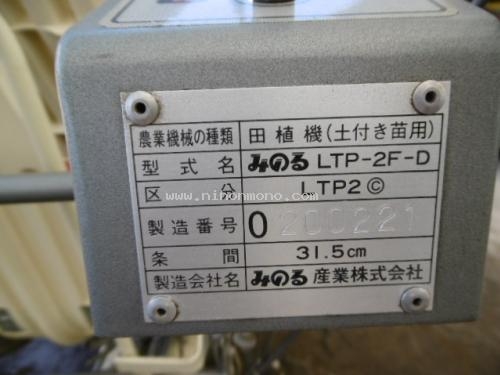 農業機械の種類 田植機(土付き苗用)
型式名 みのる LTP-2F-D
区分 LTP2 ©
www.nihonmono.com
製造番号 0200221
条間 31.5cm
製造会社名 みのる産業株式会社